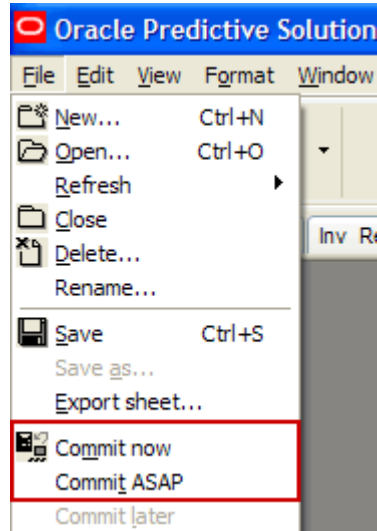 Oracle Predictive Solution
File Edit View Format Window
New... Ctrl+N
Open... Ctrl+O
Refresh
Close
Inv Re
Delete...
Rename...
Save Ctrl+S
Save as...
Export sheet...
Commit now
Commit ASAP
Commit later